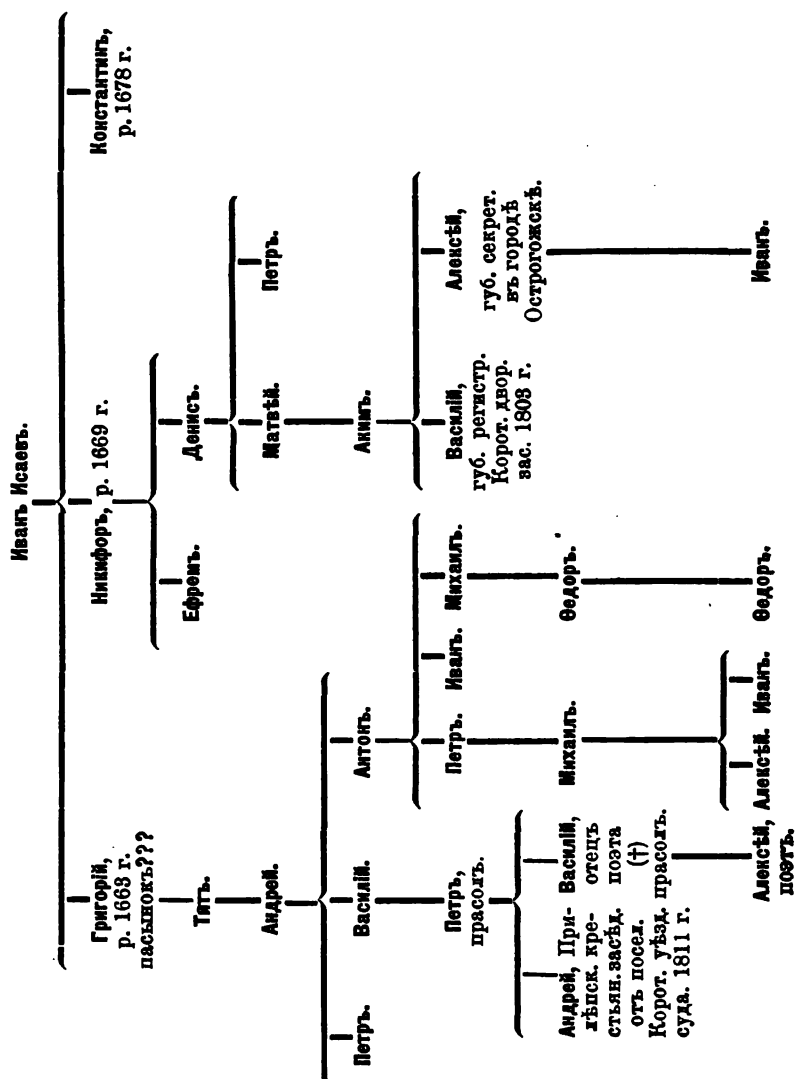 Иванъ Исаевъ.
Григорій,
р. 1663 г.
пасынокъ???
Никифоръ, р. 1669 г.
Константинъ,
р. 1678 г.
Титъ.
Ефремъ.
Денисъ.
Андрей.
Матвѣй.
Петръ.
Петръ.
Василій.
Антонъ.
Акимъ.
Петръ,
прасолъ.
Петръ.
Иванъ.
Михаилъ.
Василій,
губ. регистр.
Корот. двор.
зас. 1803 г.
Алексѣй,
губ. секрет.
въ городѣ
Острогожскѣ.
Андрей, При-
лѣпск. кре-
стьян. засѣд.
отъ посел.
Корот. уѣзд.
суда. 1811 г.
Василій,
отецъ
поэта
(†)
прасолъ.
Михаилъ.
Ѳедоръ.
Алексѣй,
поэтъ.
Алексѣй.
Иванъ.
Ѳедоръ.
Иванъ.